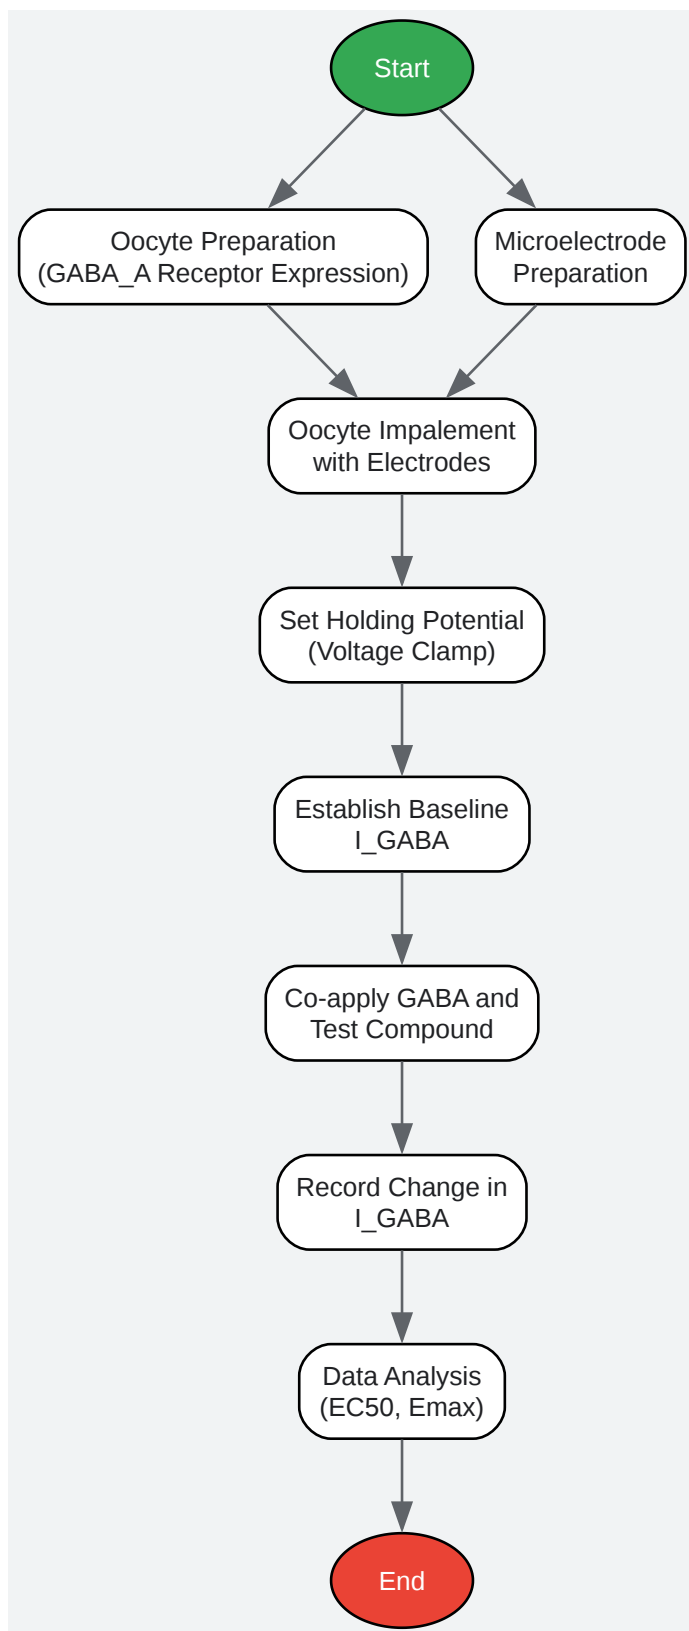 Start
Oocyte Preparation
(GABA_A Receptor Expression)
Microelectrode
Preparation
Oocyte Impalement
with Electrodes
Set Holding Potential
(Voltage Clamp)
Establish Baseline
I_GABA
Co-apply GABA and
Test Compound
Record Change in
I_GABA
Data Analysis
(EC50, Emax)
End